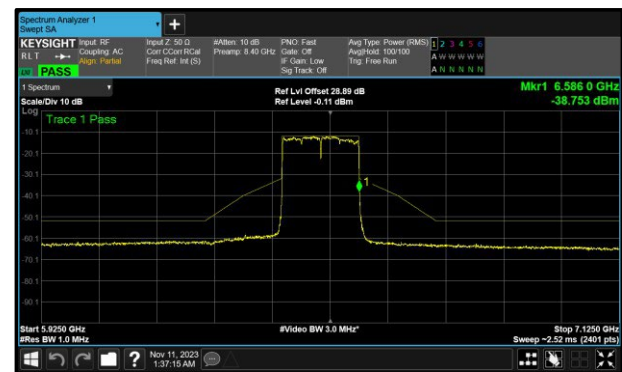 Spectrum Analyzer 1
Swept SA
+
KEYSIGHT
RLT
PASS
Input: RF
Coupling: AC
Align: Partial
Input Z: 50 Ω
Corr CCorr RCal
Freq Ref: Int (S)
#Atten: 10 dB
Preamp: 8.40 GHz
PNO: Fast
Gate: Off
IF Gain: Low
Sig Track: Off
Avg Type: Power (RMS)
Avg|Hold: 100/100
Trig: Free Run
1 2 3 4 5 6
A W W W W W
A N N N N N
1 Spectrum
Scale/Div 10 dB
Ref Lvl Offset 28.89 dB
Ref Level -0.11 dBm
Mkr1 6.586 0 GHz
-38.753 dBm
Log
Trace 1 Pass
-10.1
-20.1
-30.1
-40.1
-50.1
-60.1
-70.1
-80.1
-90.1
1
Start 5.9250 GHz
#Res BW 1.0 MHz
#Video BW 3.0 MHz*
Stop 7.1250 GHz
Sweep ~2.52 ms (2401 pts)
?
Nov 11, 2023
1:37:15 AM